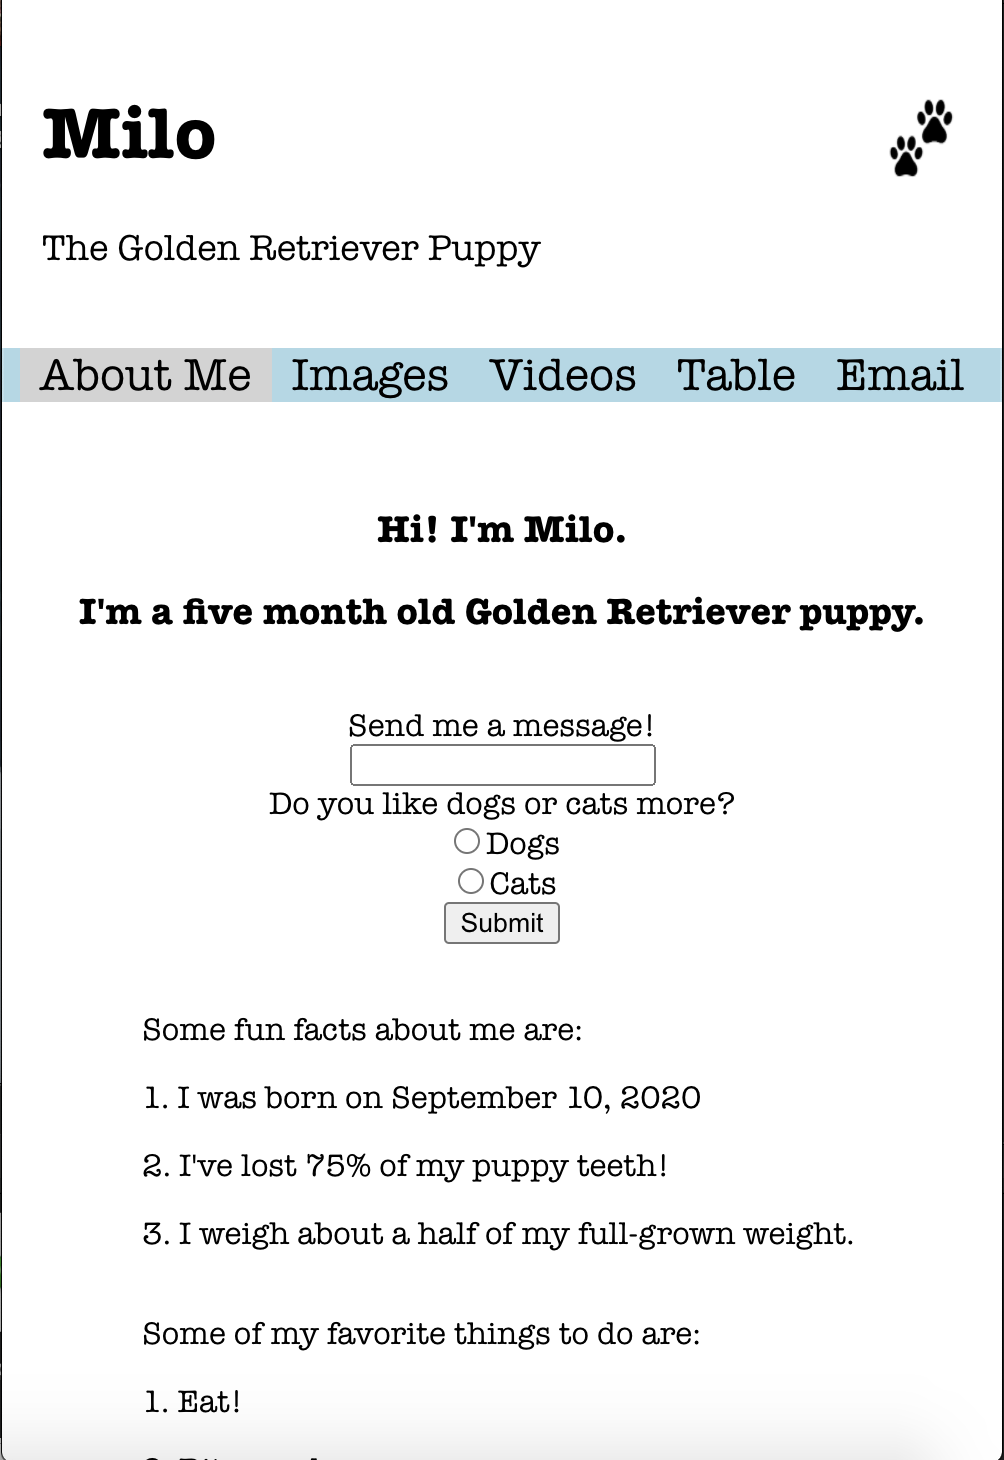 Milo
The Golden Retriever Puppy
About Me Images Videos Table Email
Hi! I'm Milo.
I'm a five month old Golden Retriever puppy.
Send me a message!
Do you like dogs or cats more?
Dogs
Cats
Submit
Some fun facts about me are:
1. I was born on September 10, 2020
2. I've lost 75% of my puppy teeth!
3. I weigh about a half of my full-grown weight.
Some of my favorite things to do are:
1. Eat!